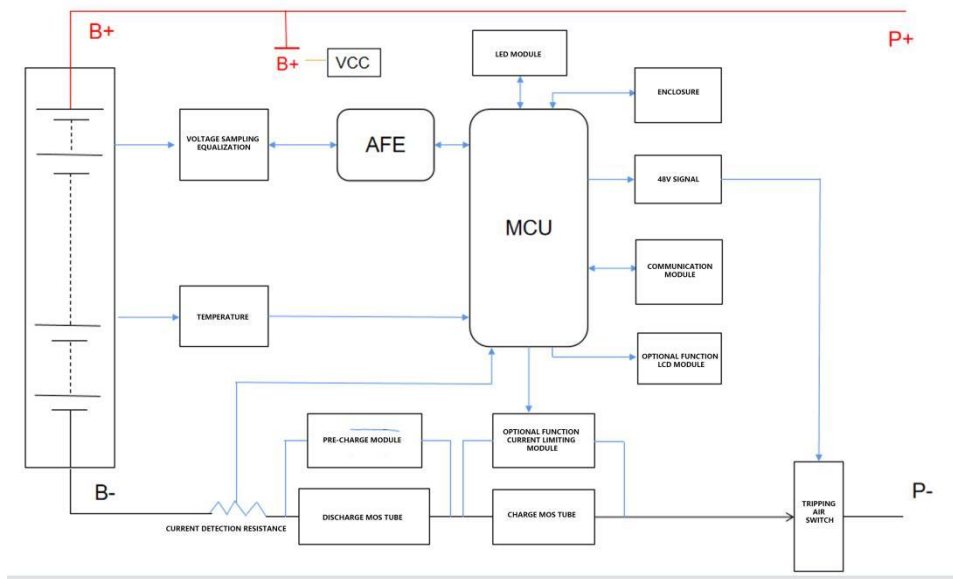 B+
P+
B+
VCC
LED MODULE
ENCLOSURE
VOLTAGE SAMPLING
EQUALIZATION
AFE
48V SIGNAL
MCU
COMMUNICATION
MODULE
TEMPERATURE
OPTIONAL FUNCTION
LCD MODULE
PRE-CHARGE MODULE
OPTIONAL FUNCTION
CURRENT LIMITING
MODULE
B-
P-
TRIPPING
AIR
SWITCH
CURRENT DETECTION RESISTANCE
DISCHARGE MOS TUBE
CHARGE MOS TUBE